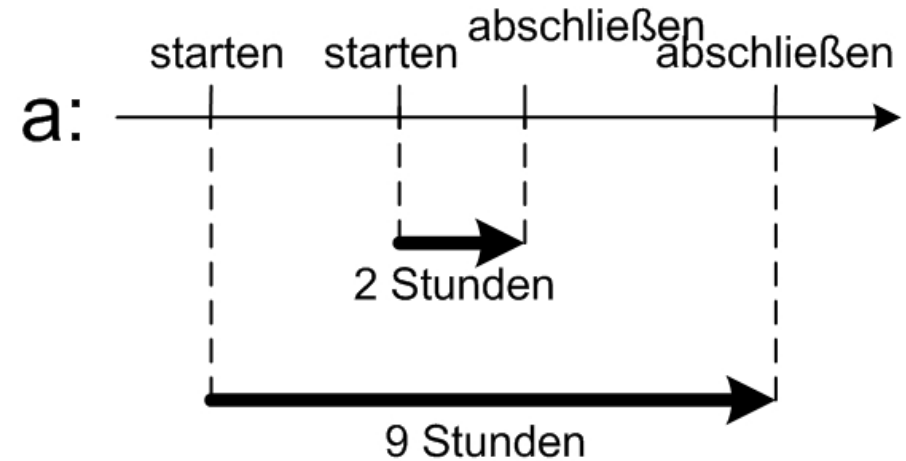 abschließen
starten starten abschließen
a:
2 Stunden
9 Stunden